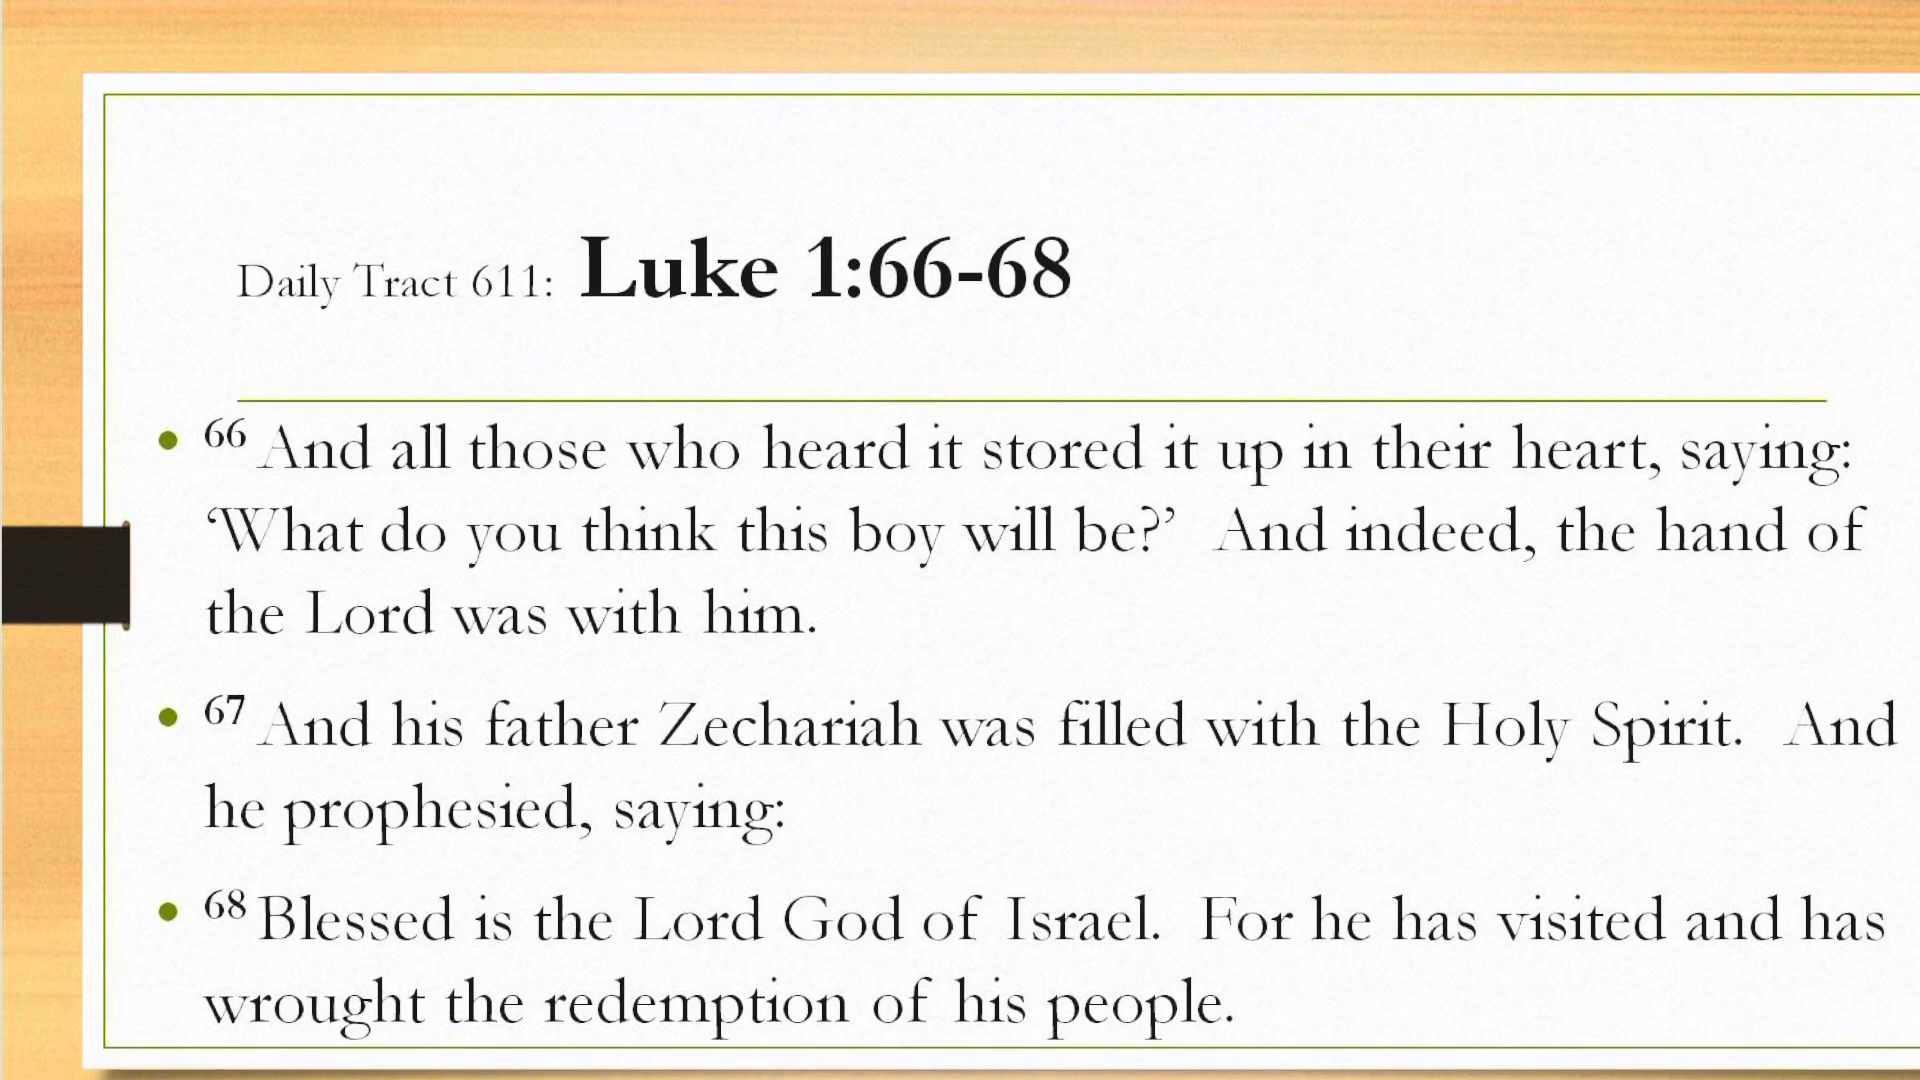 Daily Tract 611: Luke 1:66-68
• 66 And all those who heard it stored it up in their heart, saying:
‘What do you think this boy will be?’ And indeed, the hand of
the Lord was with him.
• 67 And his father Zechariah was filled with the Holy Spirit. And
he prophesied, saying:
• 68 Blessed is the Lord God of Israel. For he has visited and has
wrought the redemption of his people.